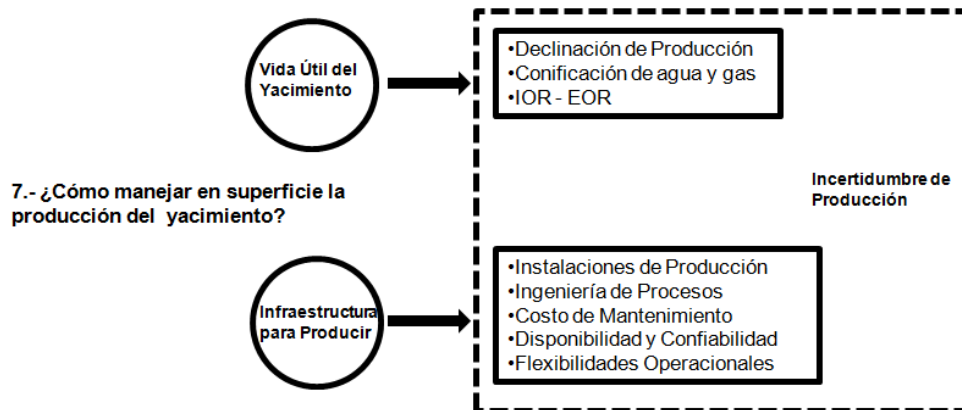 Vida Útil del
Yacimiento
•Declinación de Producción
•Conificación de agua y gas
•IOR - EOR
7.- ¿Cómo manejar en superficie la
producción del yacimiento?
Incertidumbre de
Producción
Infraestructura
para Producir
•Instalaciones de Producción
•Ingeniería de Procesos
•Costo de Mantenimiento
•Disponibilidad y Confiabilidad
•Flexibilidades Operacionales